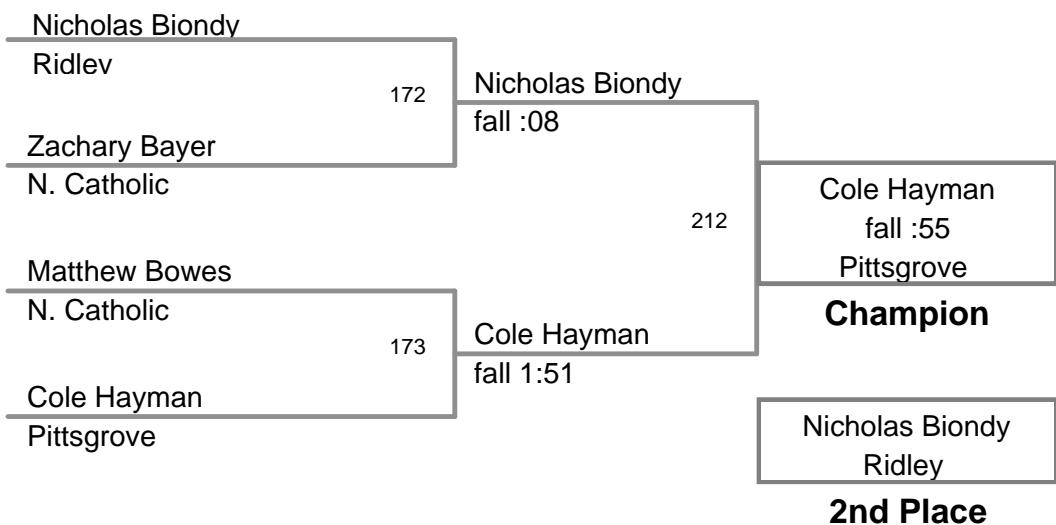 Nicholas Biondy
Ridley
172
Nicholas Biondy
fall :08
Zachary Bayer
N. Catholic
212
Cole Hayman
fall :55
Pittsgrove
Champion
Matthew Bowes
N. Catholic
173
Cole Hayman
fall 1:51
Cole Hayman
Pittsgrove
Nicholas Biondy
Ridley
2nd Place